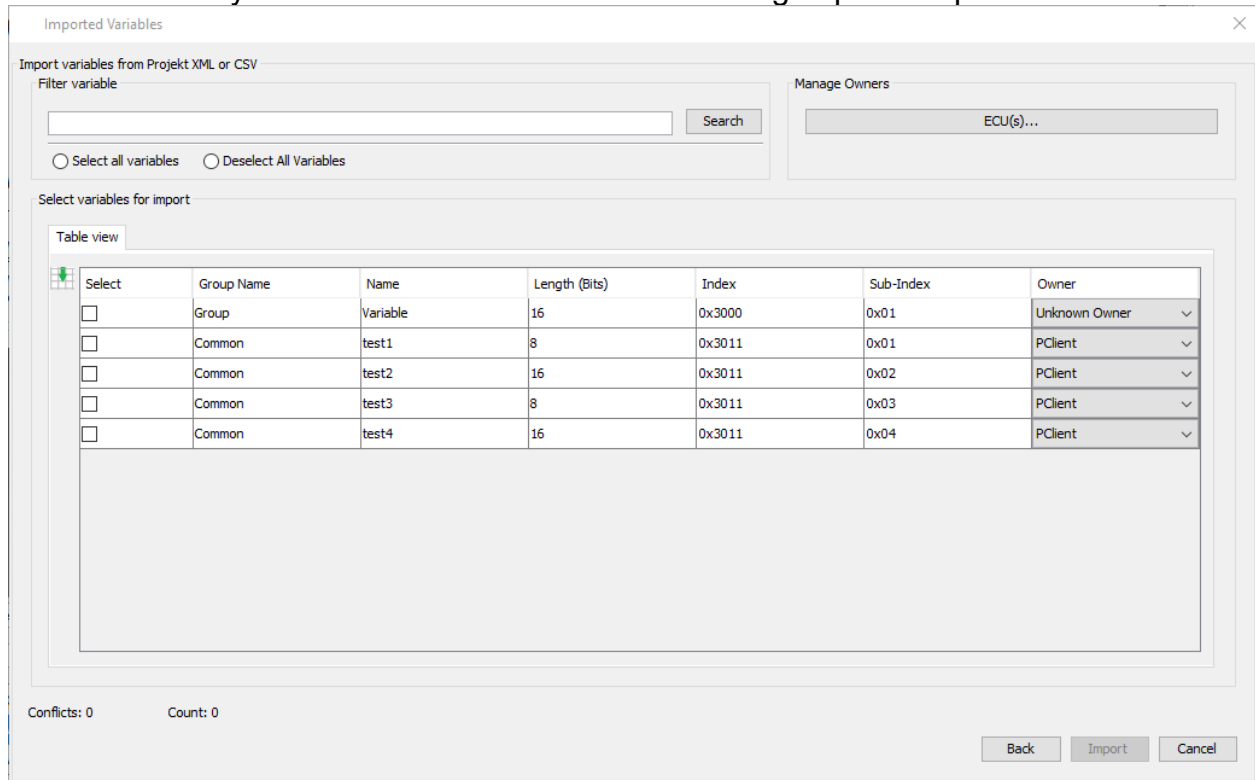 Imported Variables
Import variables from Projekt XML or CSV
Filter variable
Manage Owners
Search
ECU(s)...
Select all variables Deselect All Variables
Select variables for import
Table view
Select Group Name Name Length (Bits) Index Sub-Index Owner
Group Variable 16 0x3000 0x01 Unknown Owner
Common test1 8 0x3011 0x01 PClient
Common test2 16 0x3011 0x02 PClient
Common test3 8 0x3011 0x03 PClient
Common test4 16 0x3011 0x04 PClient
Conflicts: 0 Count: 0
Back Import Cancel